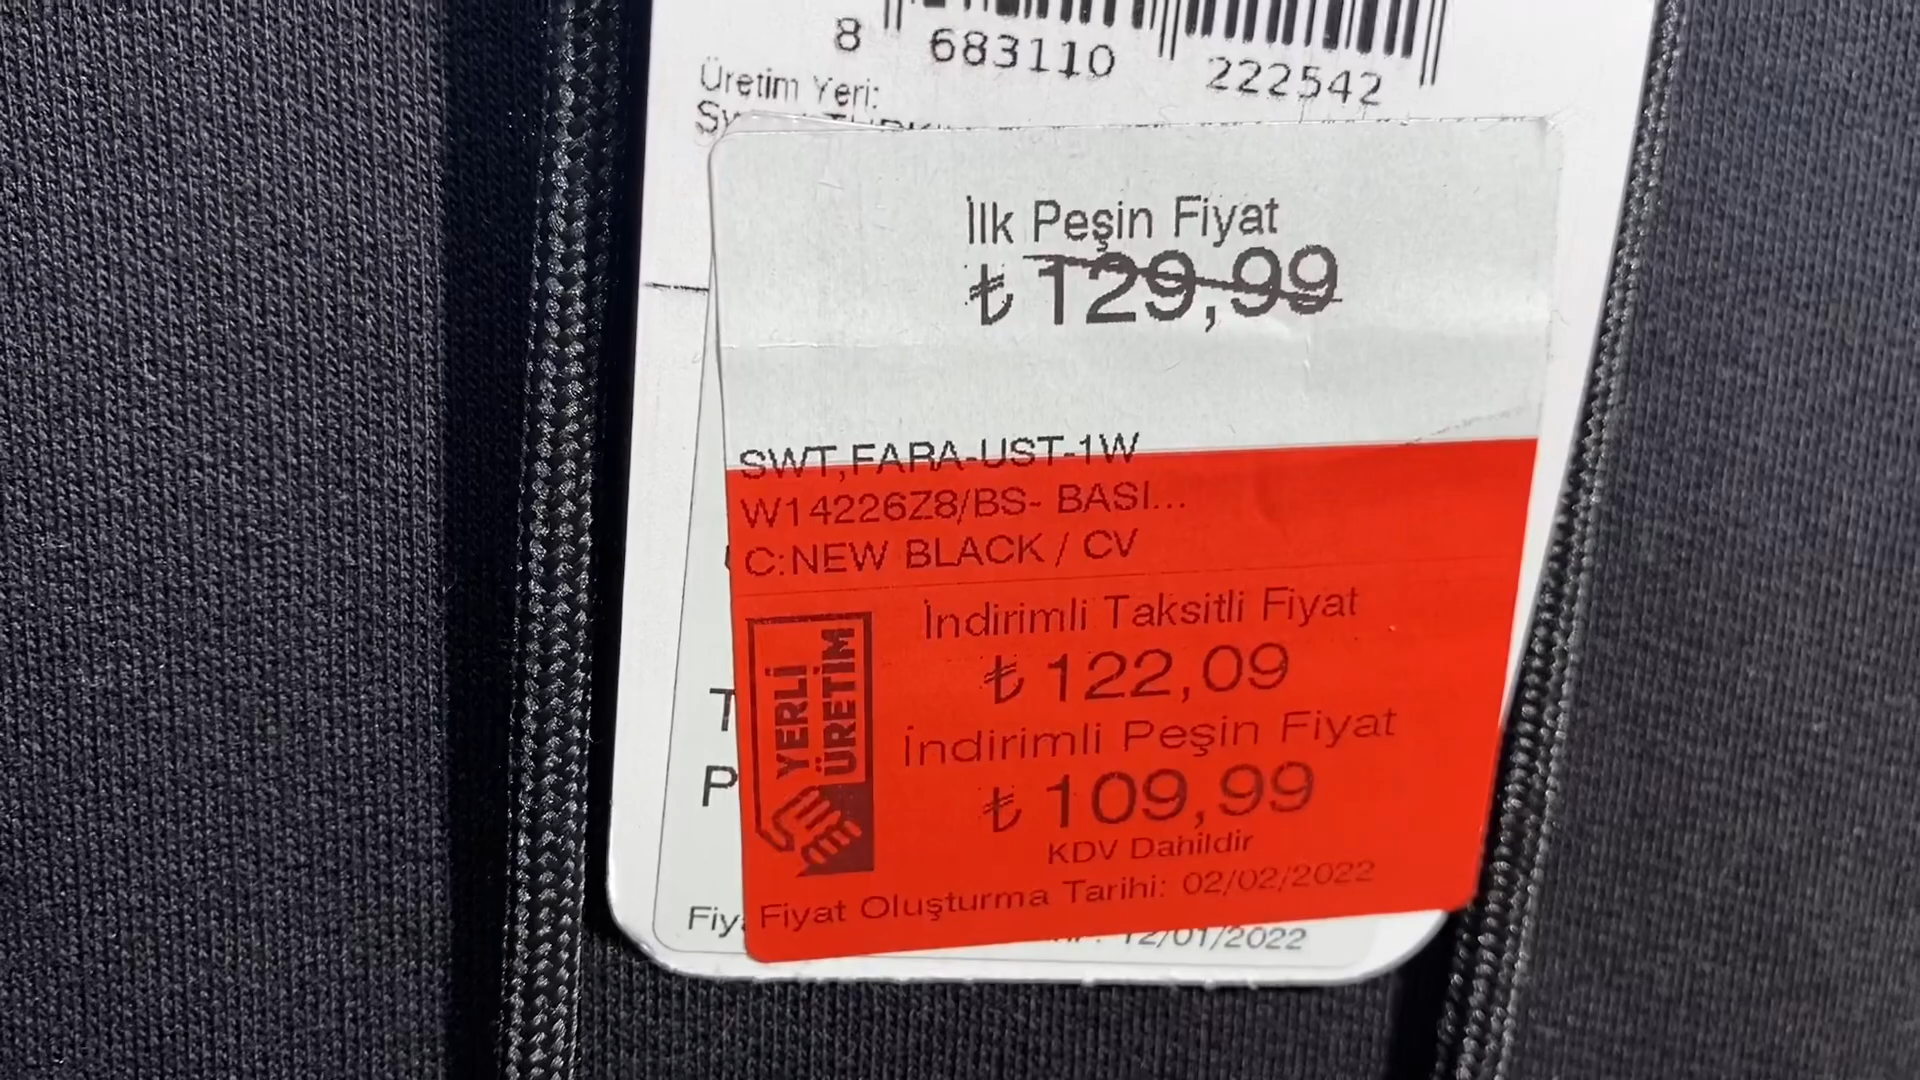 8 683110 222542
Üretim Yeri:
İlk Peşin Fiyat
₺ 129,99
SWT,FARA-UST-1W
W14226Z8/BS- BASI...
C:NEW BLACK / CV
YERLİ
ÜRETİM
İndirimli Taksitli Fiyat
₺ 122,09
İndirimli Peşin Fiyat
₺ 109,99
KDV Dahildir
Fiyat Oluşturma Tarihi: 02/02/2022
12/01/2022